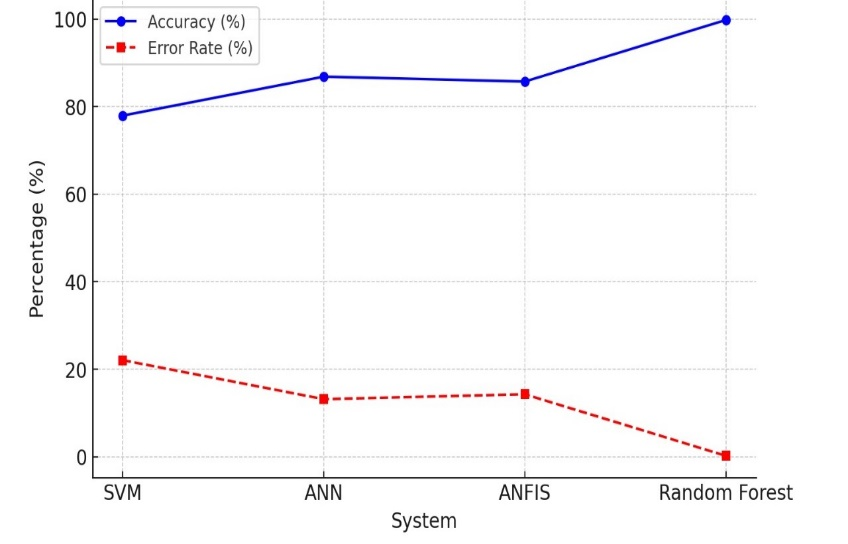 Accuracy (%)
Error Rate (%)
100
80
60
40
20
0
Percentage (%)
SVM ANN ANFIS Random Forest
System